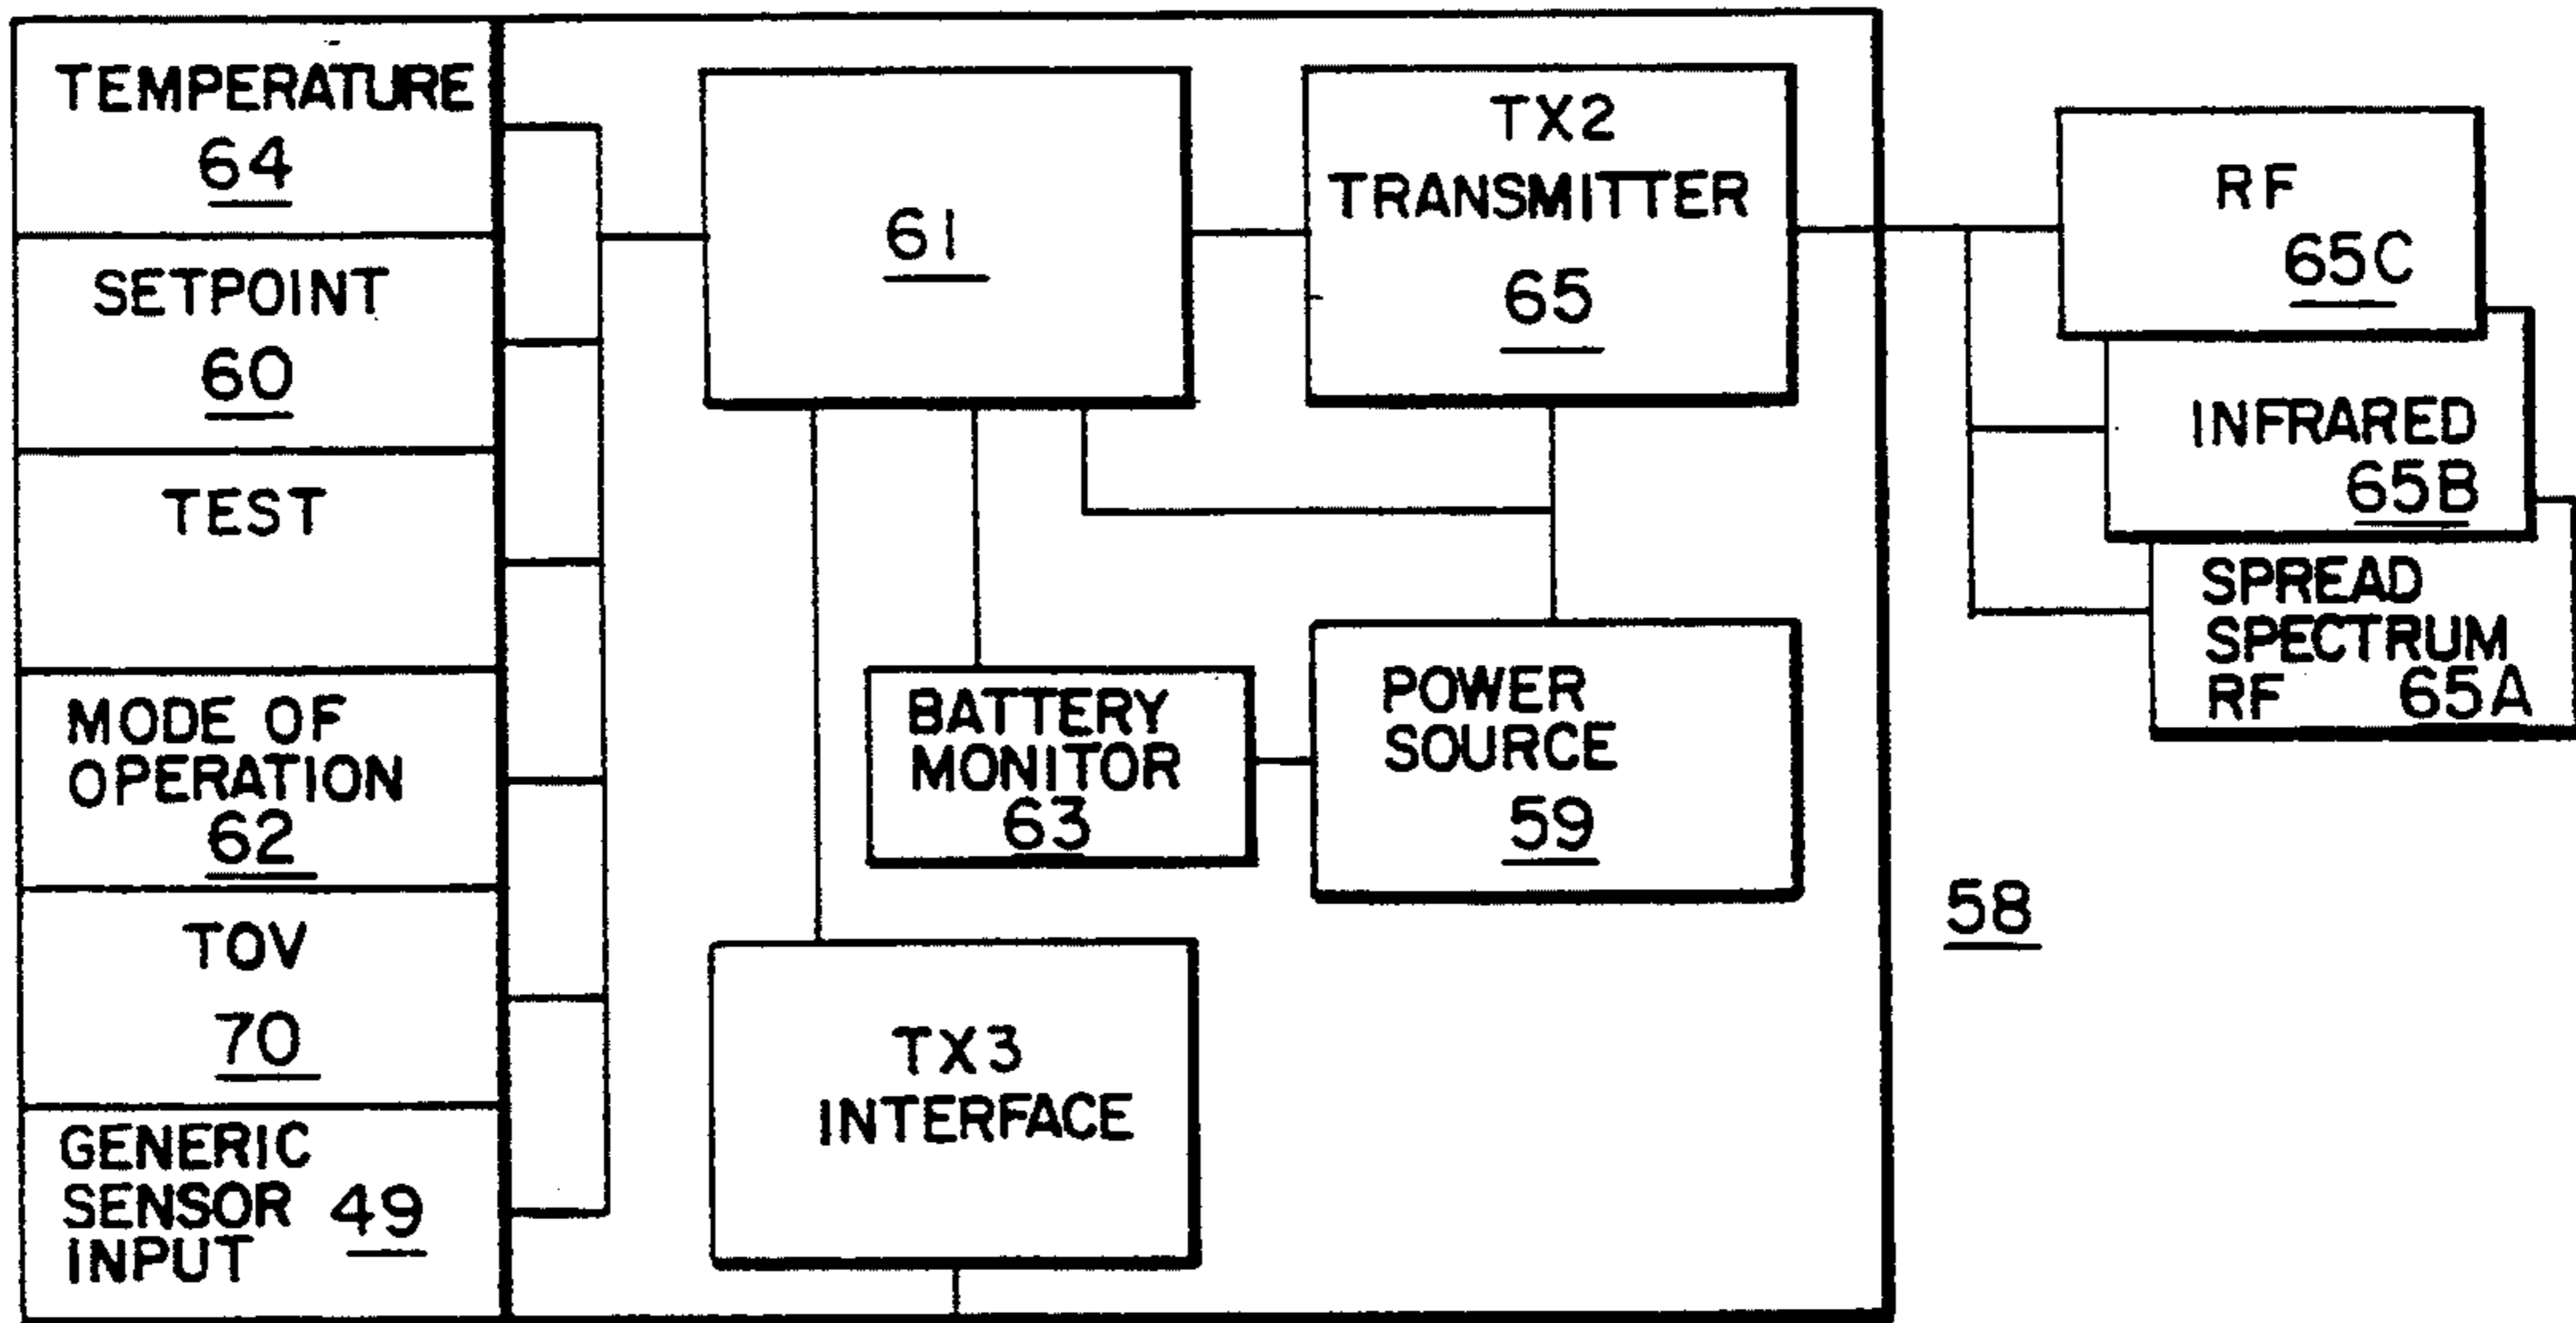 TEMPERATURE
64
SETPOINT
60
TEST
MODE OF
OPERATION
62
TOV
70
GENERIC
SENSOR 49
INPUT
61
TX2
TRANSMITTER
65
BATTERY
MONITOR
63
POWER
SOURCE
59
TX3
INTERFACE
RF
65C
INFRARED
65B
SPREAD
SPECTRUM
RF 65A
58